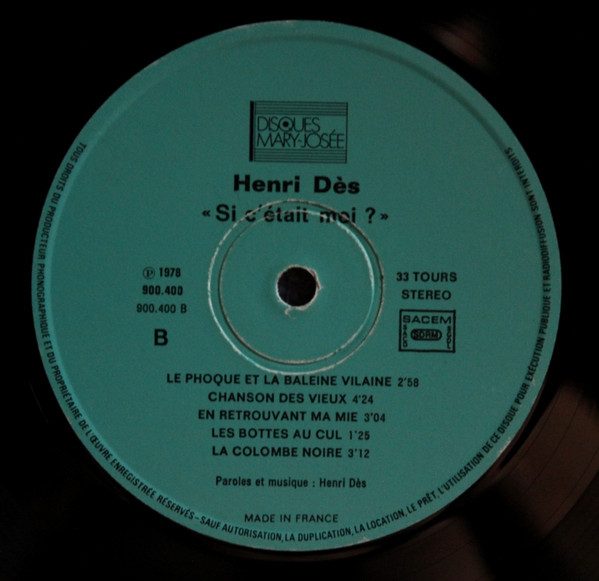 DISQUES
MARY-JOSÉE
Henri Dès
« Si c'était moi ? »
℗ 1978
900.400
900.400 B
B
33 TOURS
STEREO
SACEM
SACD
SDRM
SGDL
LE PHOQUE ET LA BALEINE VILAINE 2'58
CHANSON DES VIEUX 4'24
EN RETROUVANT MA MIE 3'04
LES BOTTES AU CUL 1'25
LA COLOMBE NOIRE 3'12
Paroles et musique : Henri Dès
MADE IN FRANCE
TOUS DROITS DU PRODUCTEUR PHONOGRAPHIQUE ET DU PROPRIETAIRE DE L'ŒUVRE ENREGISTRÉE RÉSERVÉS - SAUF AUTORISATION, LA DUPLICATION, LA LOCATION, LE PRÊT, L'UTILISATION DE CE DISQUE POUR EXÉCUTION PUBLIQUE ET RADIODIFFUSION SONT INTERDITS